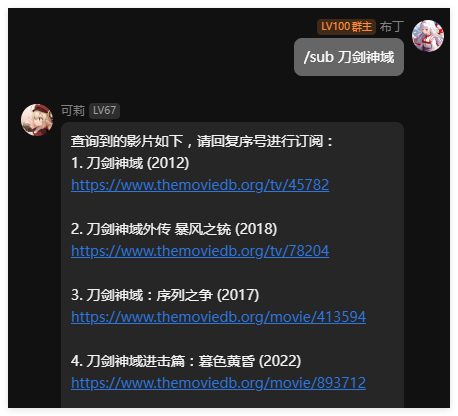 LV100 群主 布丁
/sub 刀剑神域
可莉 LV67
查询到的影片如下，请回复序号进行订阅：
1. 刀剑神域 (2012)
https://www.themoviedb.org/tv/45782
2. 刀剑神域外传 暴风之铳 (2018)
https://www.themoviedb.org/tv/78204
3. 刀剑神域：序列之争 (2017)
https://www.themoviedb.org/movie/413594
4. 刀剑神域进击篇：暮色黄昏 (2022)
https://www.themoviedb.org/movie/893712